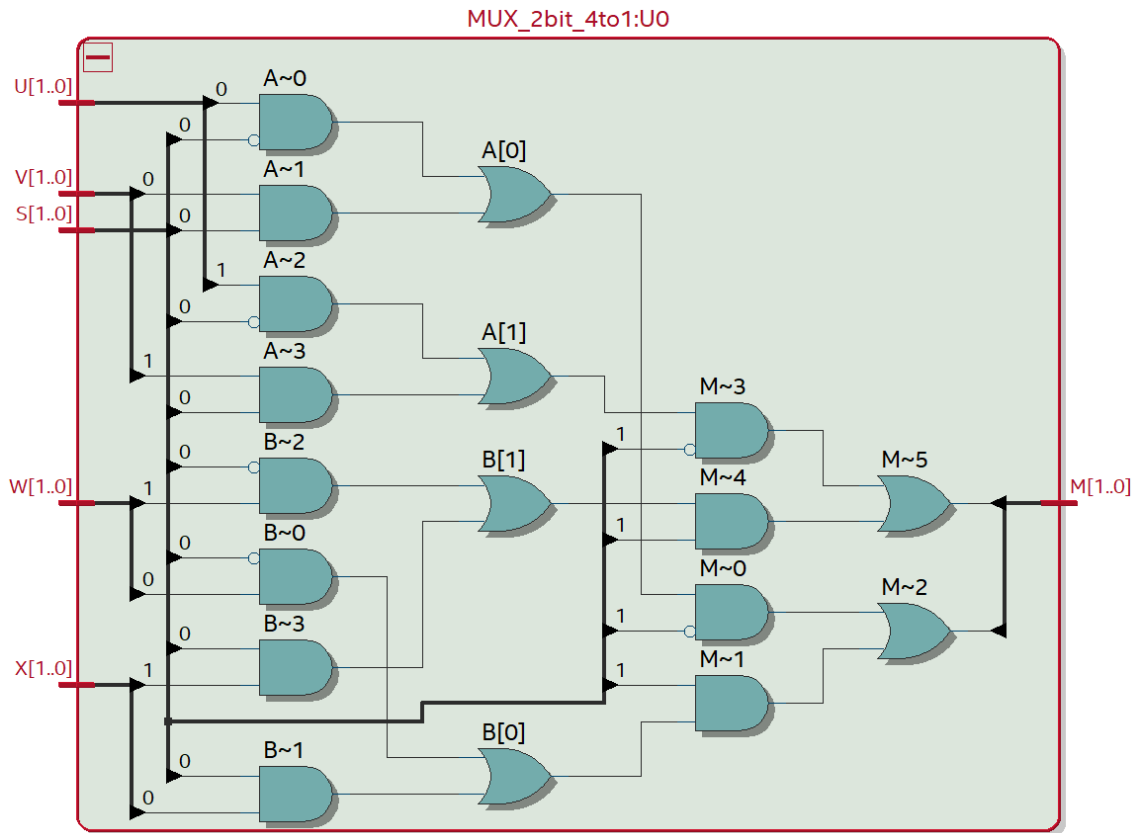 MUX_2bit_4to1:U0
U[1..0]
0
A~0
0
V[1..0]
0
A~1
S[1..0]
0
A[0]
1
A~2
0
1
A~3
0
A[1]
0
B~2
W[1..0]
1
B[1]
0
B~0
0
0
B~3
X[1..0]
1
0
B~1
0
B[0]
M~3
1
M~4
1
M~0
1
M~1
1
M~5
M~2
M[1..0]